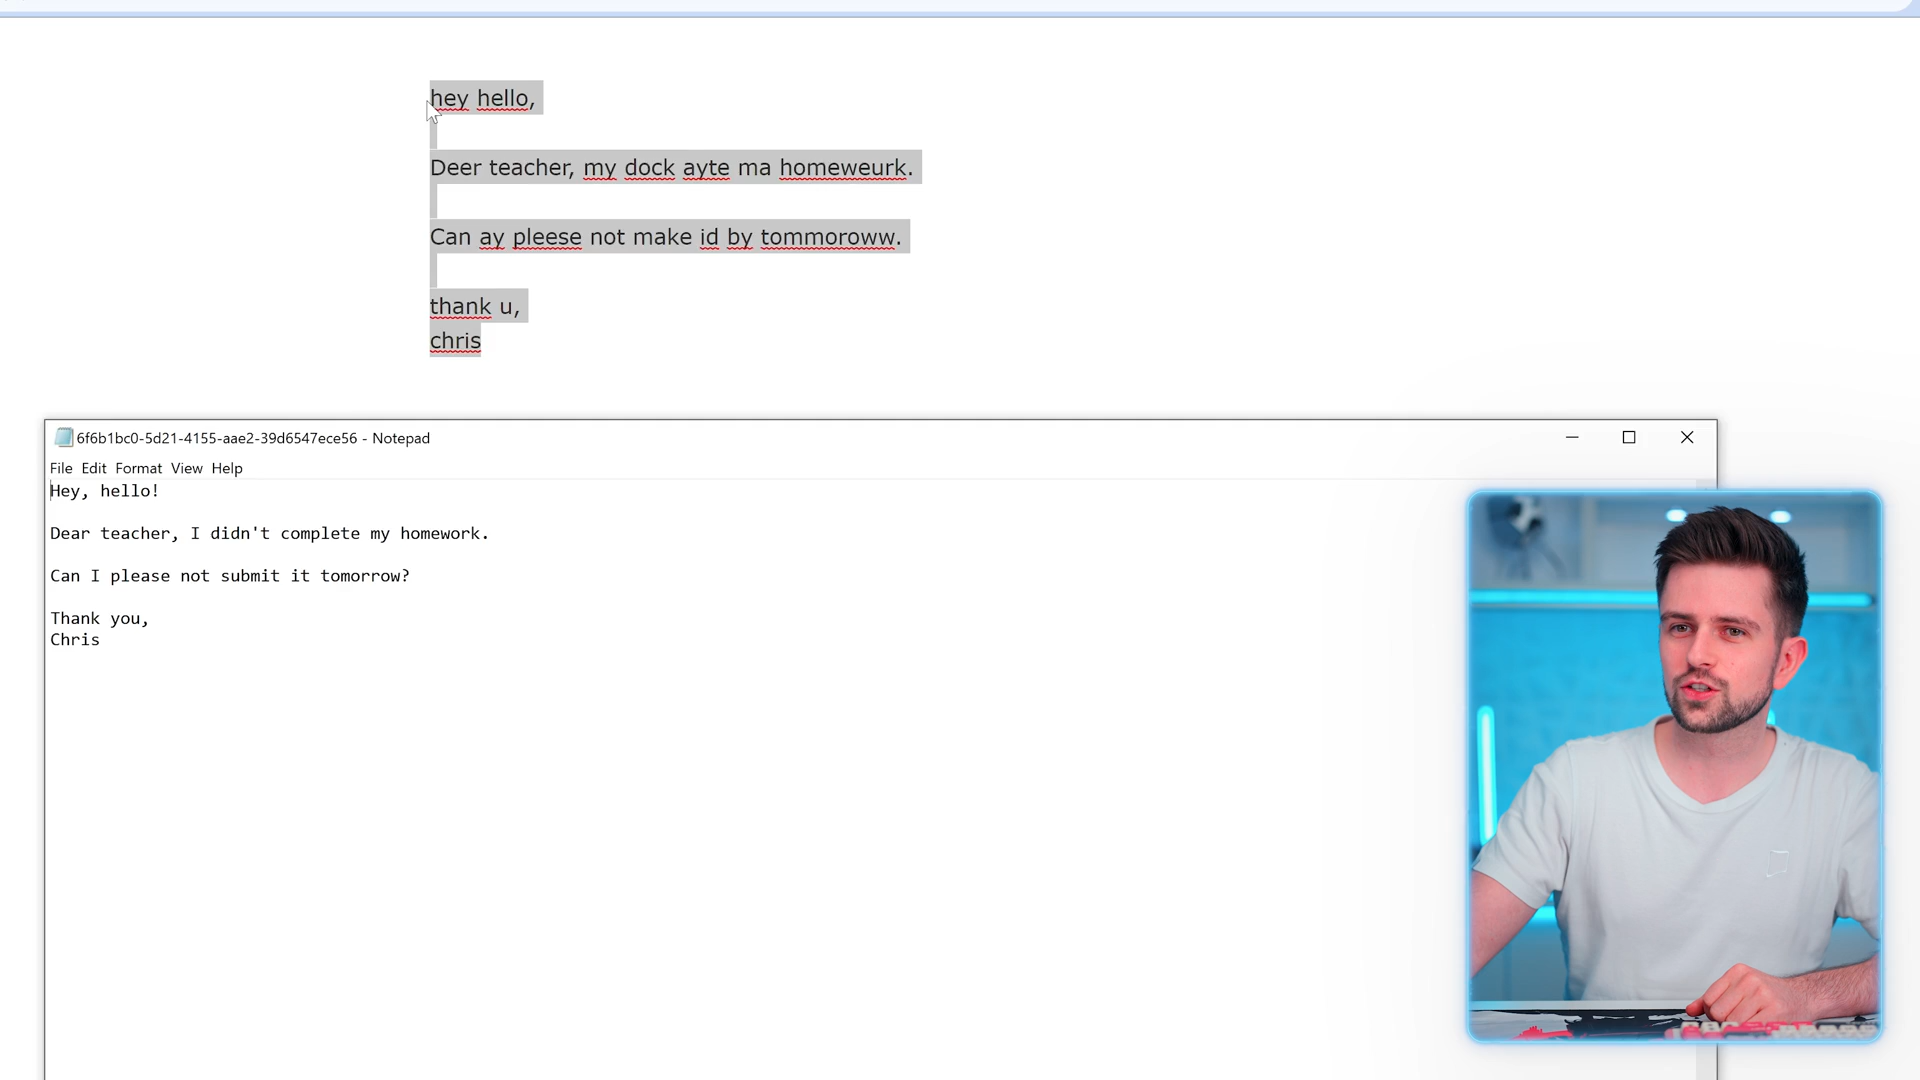 hey hello,
Deer teacher, my dock ayte ma homeweurk.
Can ay pleese not make id by tommoroww.
thank u,
chris
6f6b1bc0-5d21-4155-aae2-39d6547ece56 - Notepad
File Edit Format View Help
Hey, hello!
Dear teacher, I didn't complete my homework.
Can I please not submit it tomorrow?
Thank you,
Chris